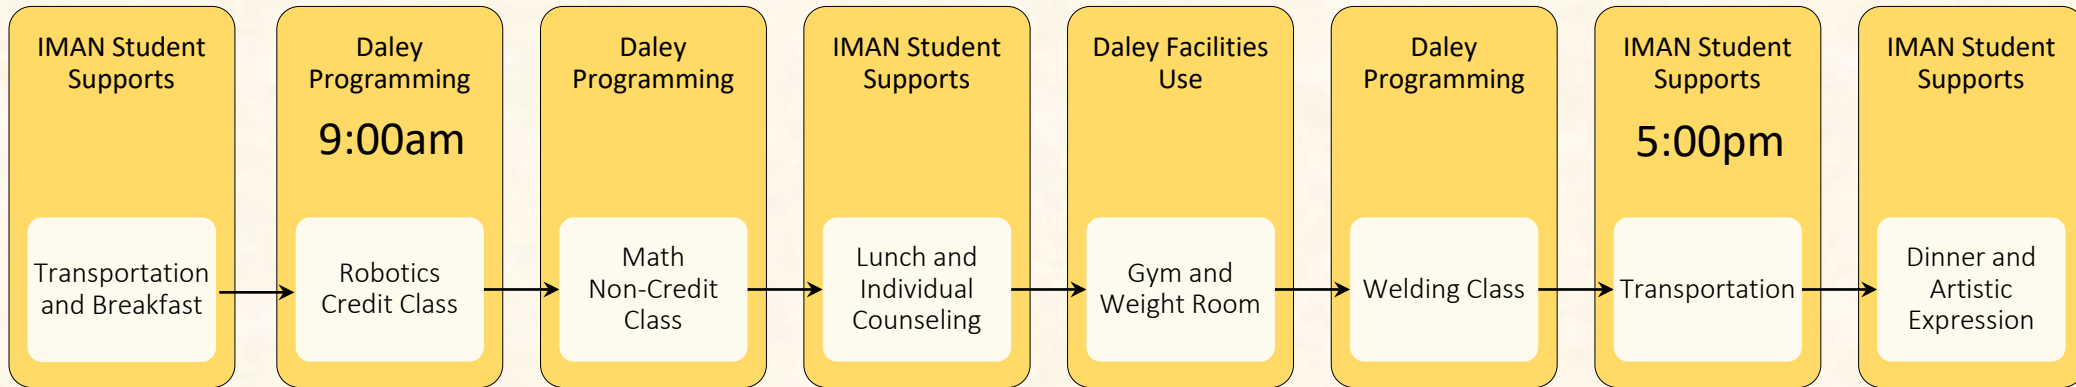 IMAN Student
Supports
Transportation
and Breakfast
Daley
Programming
9:00am
Robotics
Credit Class
Daley
Programming
Math
Non-Credit
Class
IMAN Student
Supports
Lunch and
Individual
Counseling
Daley Facilities
Use
Gym and
Weight Room
Daley
Programming
Welding Class
IMAN Student
Supports
5:00pm
Transportation
IMAN Student
Supports
Dinner and
Artistic
Expression